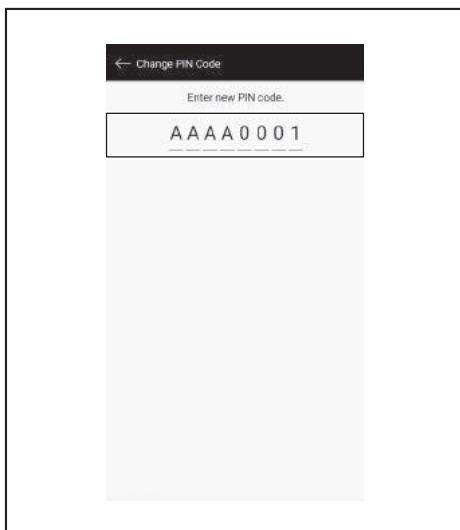 ← Change PIN Code
Enter new PIN code.
AAAA0001